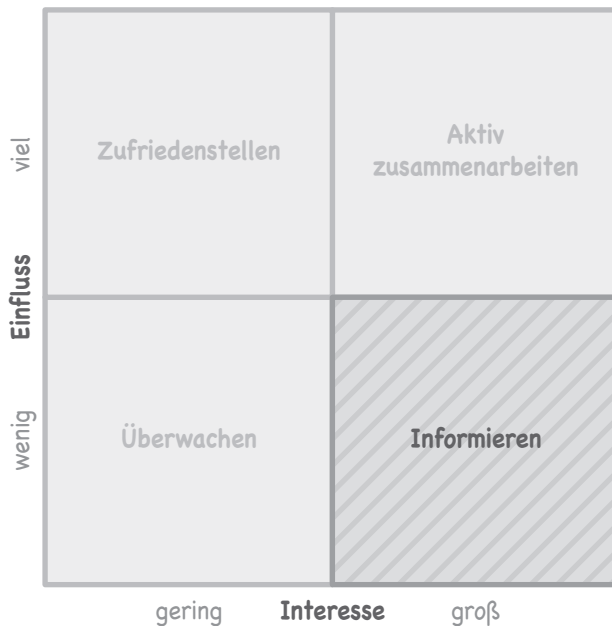 viel
Zufriedenstellen
Aktiv
zusammenarbeiten
Einfluss
wenig
Überwachen
Informieren
gering
Interesse
groß